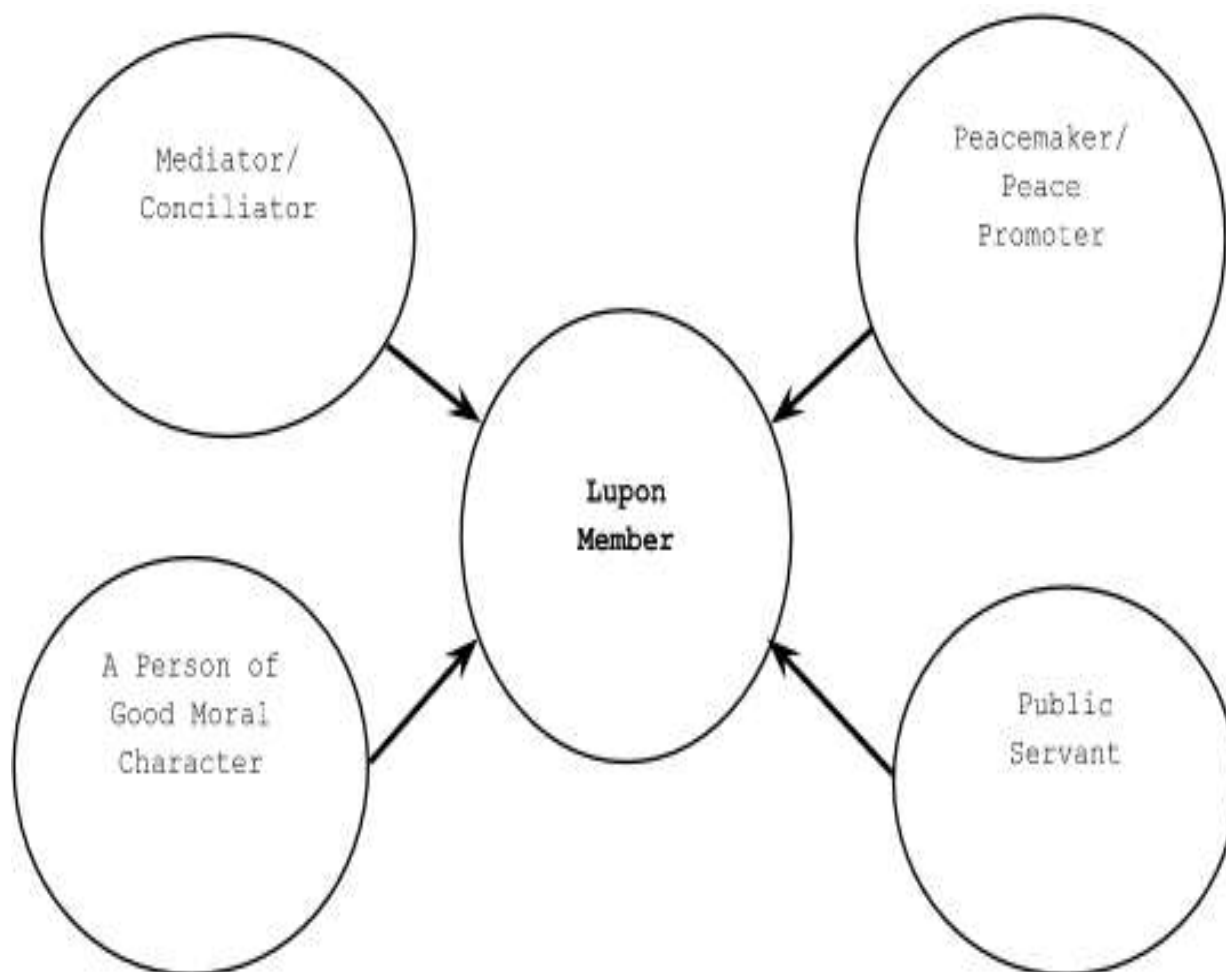 Mediator/
Conciliator
Peacemaker/
Peace
Promoter
Lupon
Member
A Person of
Good Moral
Character
Public
Servant